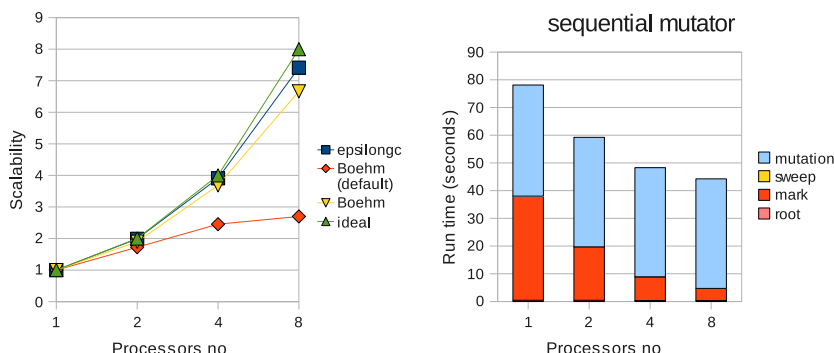 9
8
7
6
5
4
3
2
1
0
Scalability
1 2 4 8
Processors no
epsilongc
Boehm
(default)
Boehm
ideal
sequential mutator
90
80
70
60
50
40
30
20
10
0
Run time (seconds)
1 2 4 8
Processors no
mutation
sweep
mark
root